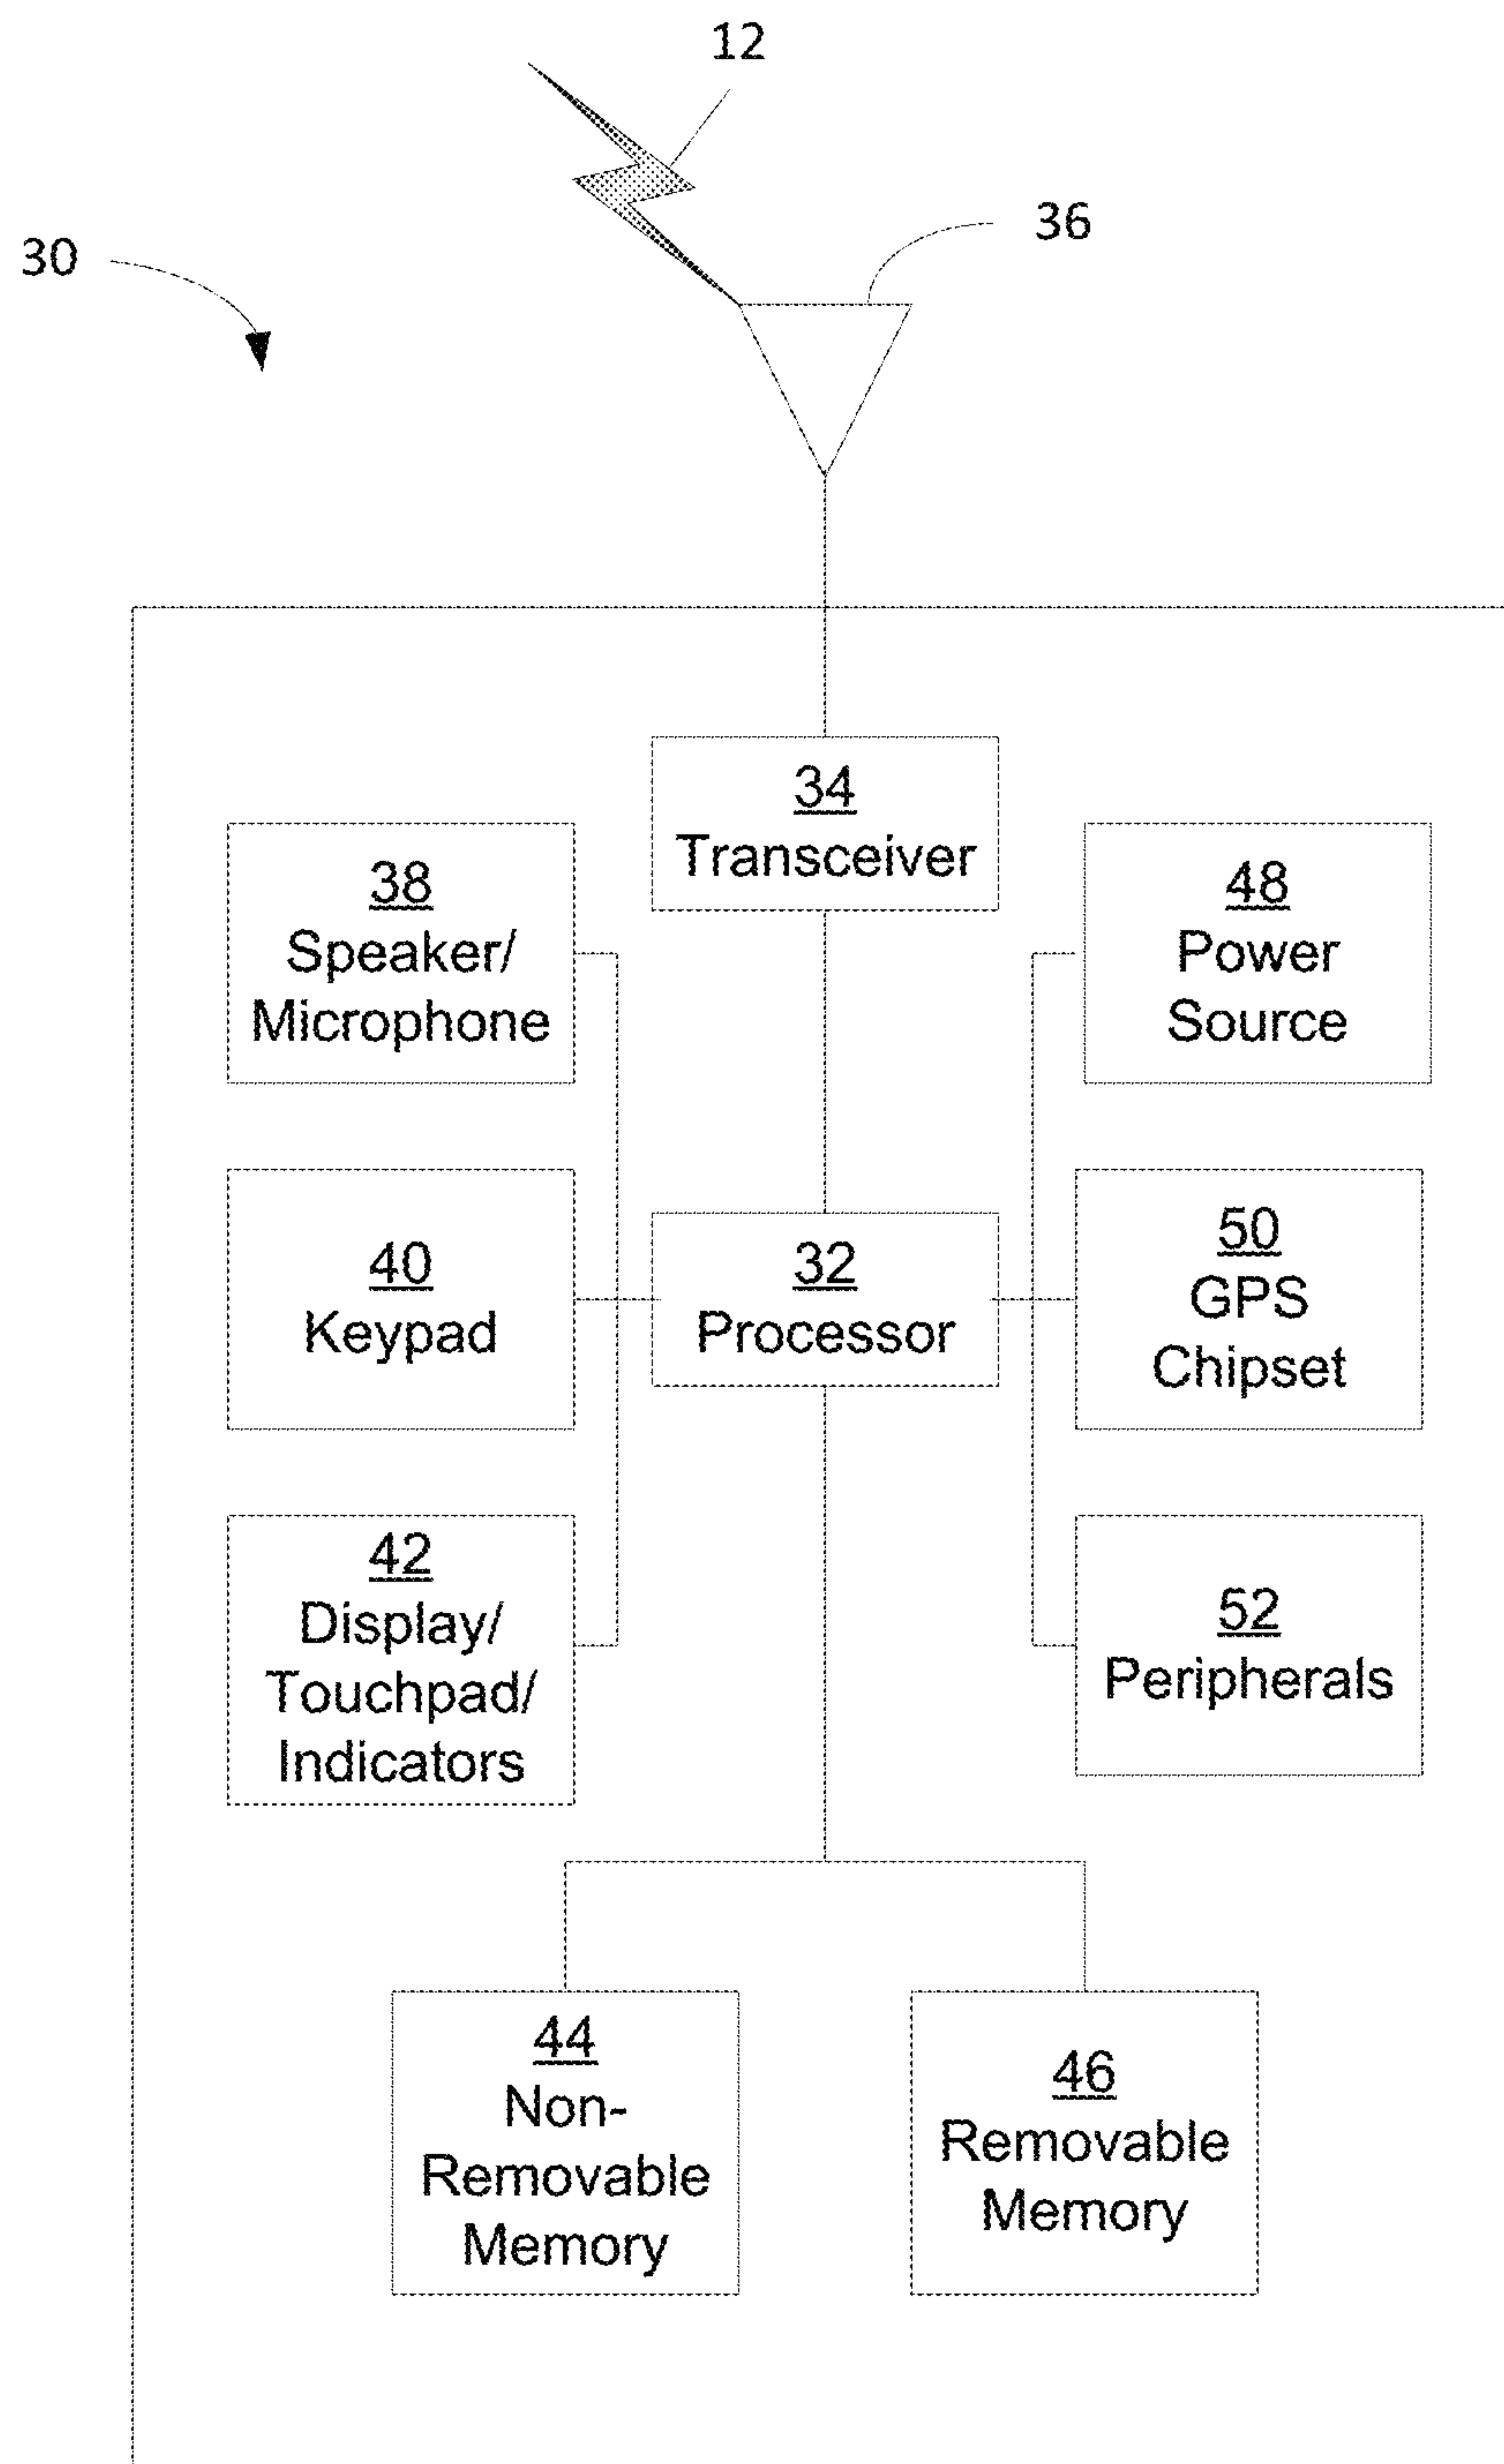 12
36
30
34
Transceiver
38
Speaker/
Microphone
48
Power
Source
40
Keypad
32
Processor
50
GPS
Chipset
42
Display/
Touchpad/
Indicators
52
Peripherals
44
Non-
Removable
Memory
46
Removable
Memory